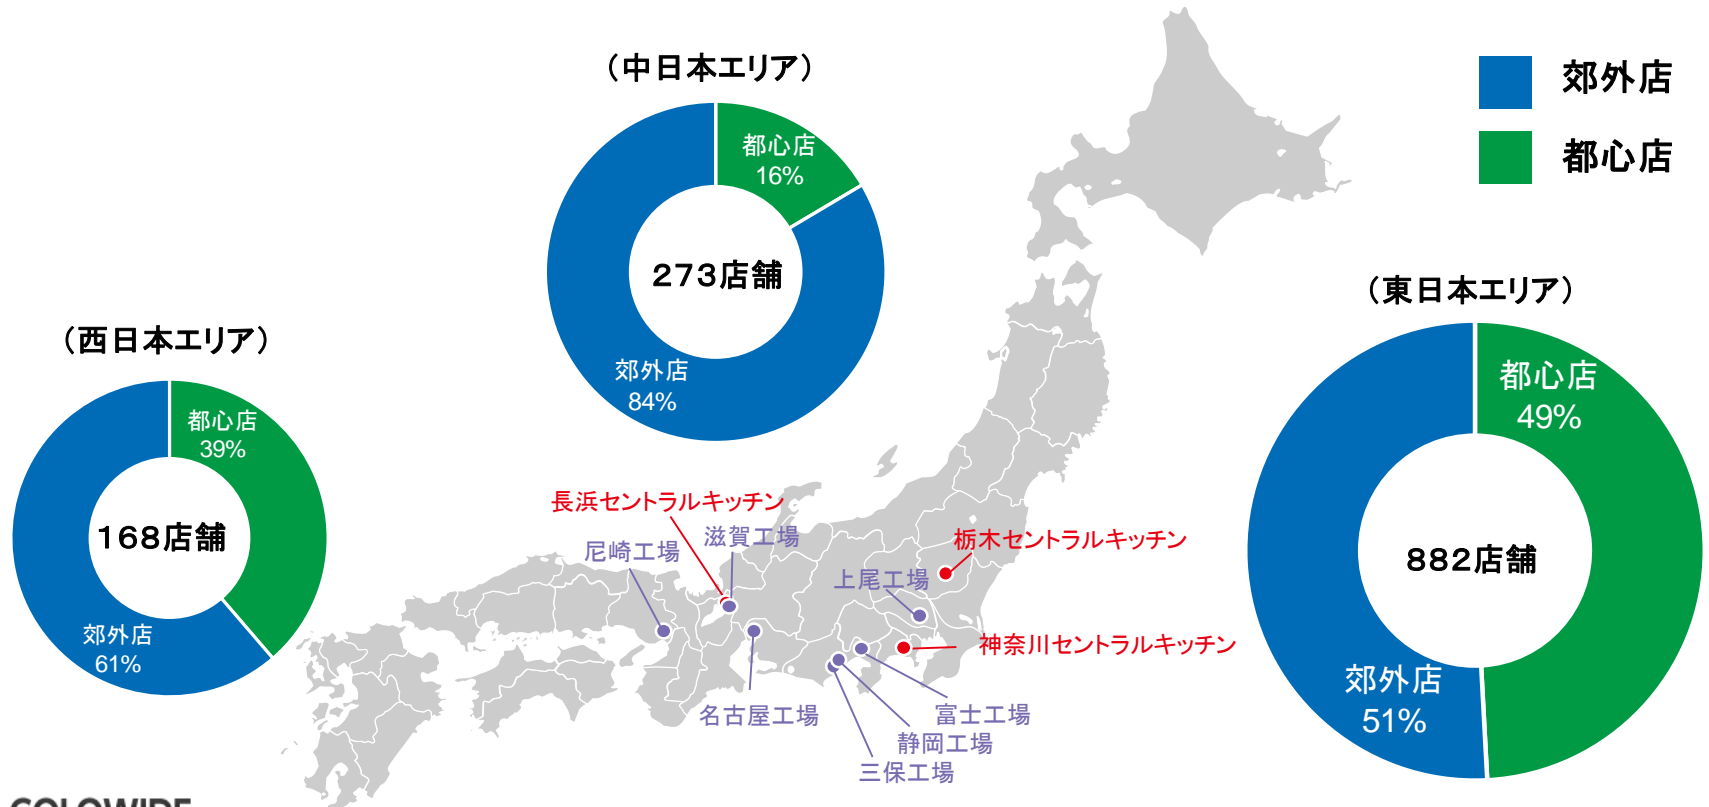 （中日本エリア）
都心店
16%
273店舗
郊外店
84%
郊外店
都心店
（西日本エリア）
都心店
39%
168店舗
郊外店
61%
（東日本エリア）
都心店
49%
882店舗
郊外店
51%
長浜セントラルキッチン
滋賀工場
尼崎工場
栃木セントラルキッチン
上尾工場
神奈川セントラルキッチン
名古屋工場
富士工場
静岡工場
三保工場
COLOWIDE